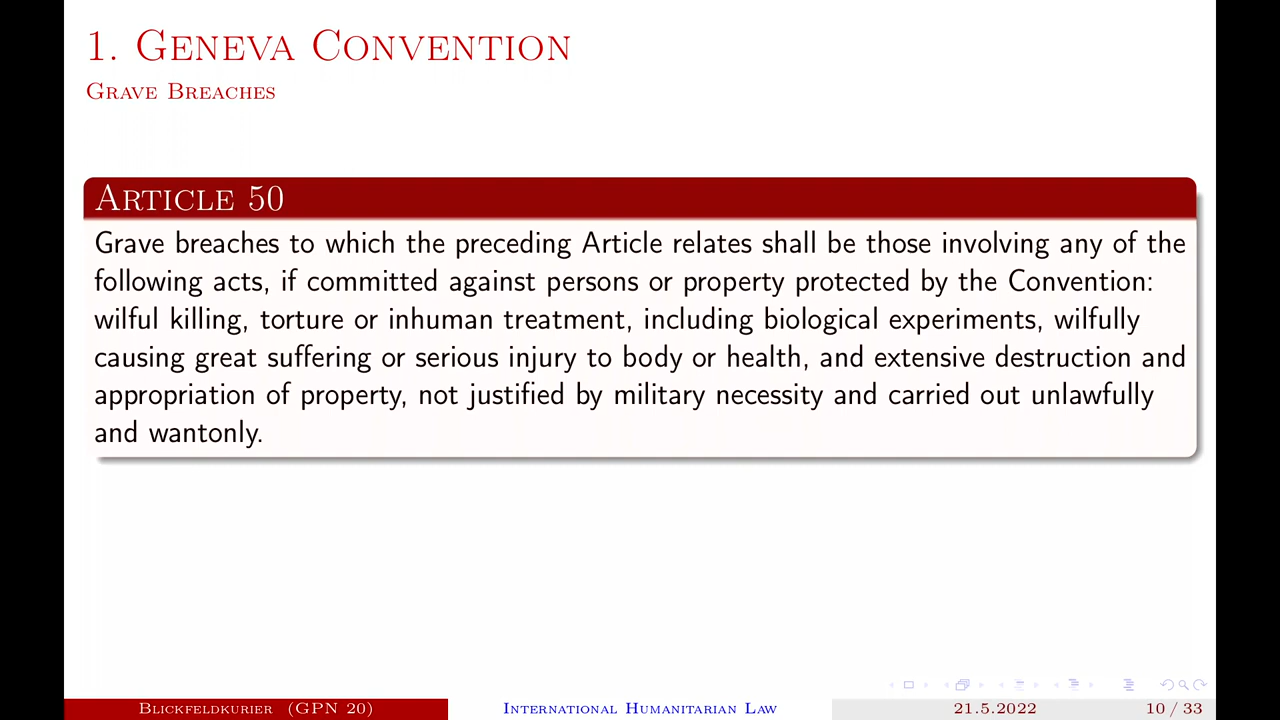 1. Geneva Convention
Grave Breaches
Article 50
Grave breaches to which the preceding Article relates shall be those involving any of the
following acts, if committed against persons or property protected by the Convention:
wilful killing, torture or inhuman treatment, including biological experiments, wilfully
causing great suffering or serious injury to body or health, and extensive destruction and
appropriation of property, not justified by military necessity and carried out unlawfully
and wantonly.
Blickfeldkurier (GPN 20) International Humanitarian Law 21.5.2022 10 / 33